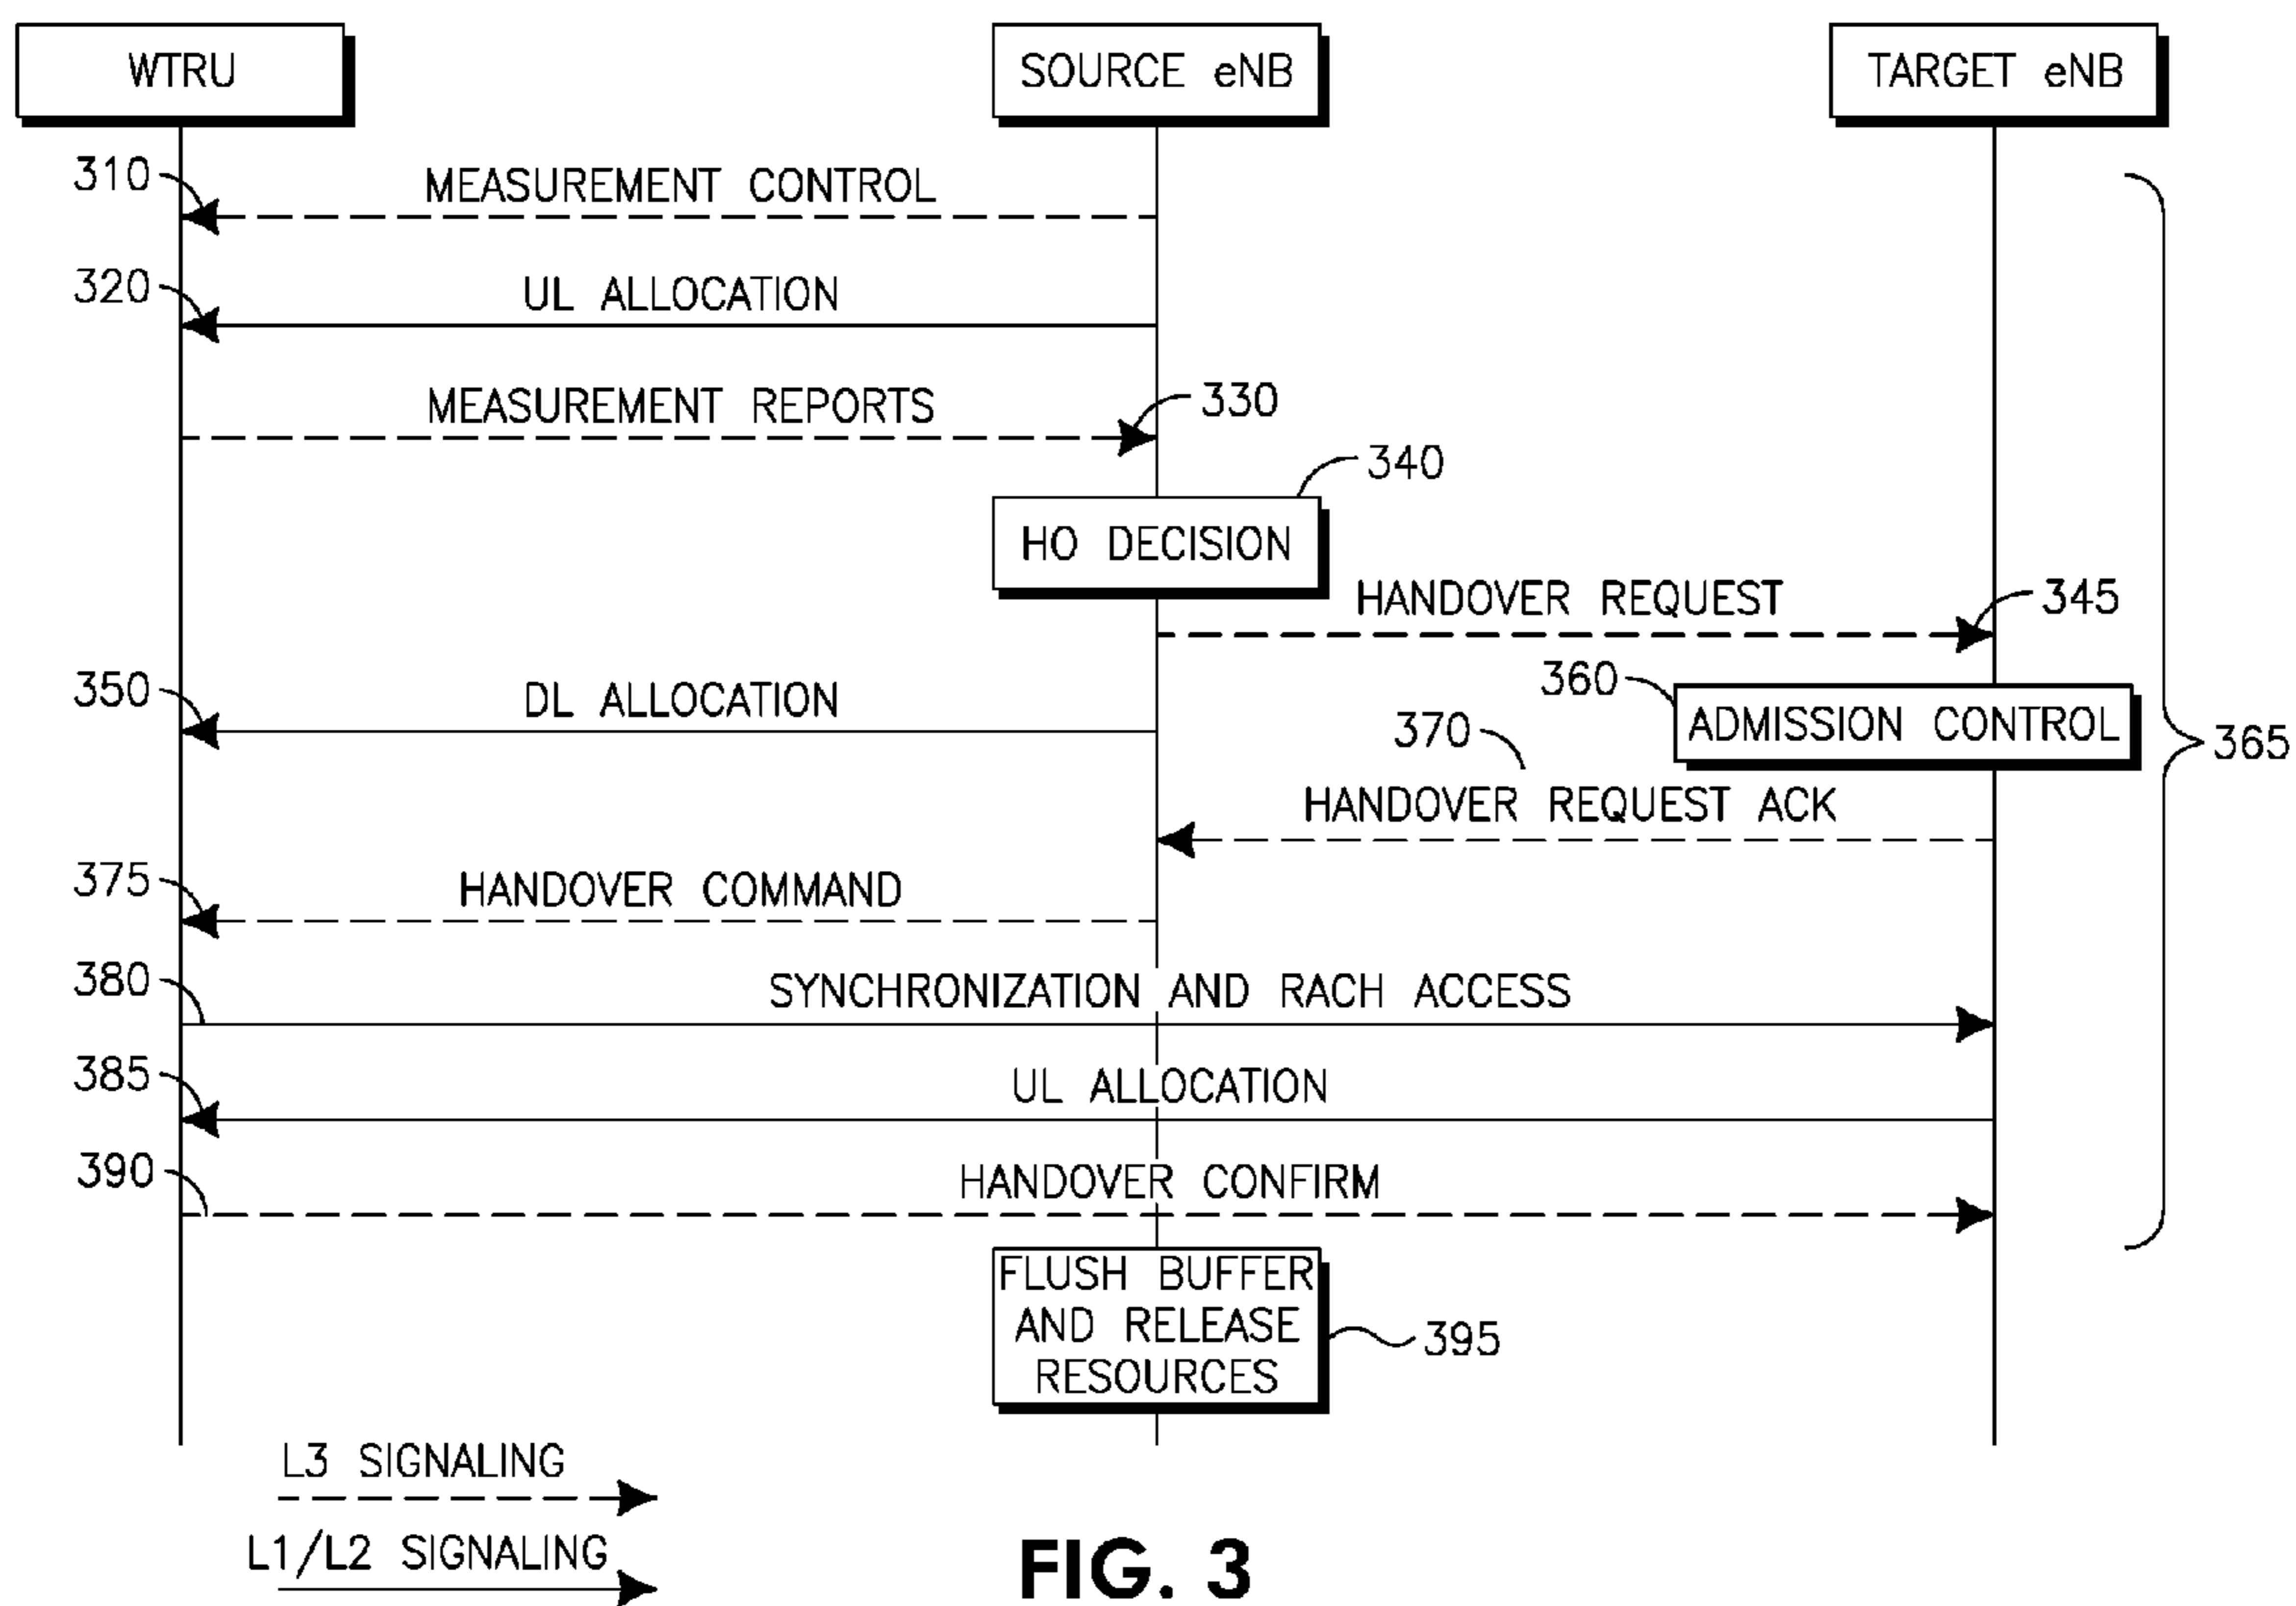 WTRU
SOURCE eNB
TARGET eNB
310
MEASUREMENT CONTROL
320
UL ALLOCATION
MEASUREMENT REPORTS
330
340
HO DECISION
HANDOVER REQUEST
345
350
DL ALLOCATION
360
ADMISSION CONTROL
365
370
HANDOVER REQUEST ACK
375
HANDOVER COMMAND
380
SYNCHRONIZATION AND RACH ACCESS
385
UL ALLOCATION
390
HANDOVER CONFIRM
FLUSH BUFFER
AND RELEASE
RESOURCES
395
L3 SIGNALING
L1/L2 SIGNALING
FIG. 3